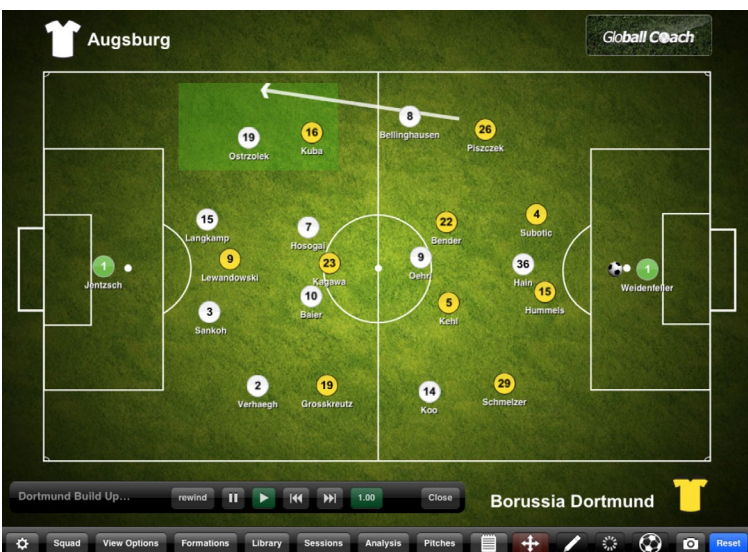 Augsburg
Globall Coach
8
Bellinghausen
26
Piszczek
16
Kuba
19
Ostrzolek
4
Subotic
15
Langkamp
22
Bender
7
Hosogai
9
Lewandowski
23
Kagawa
9
Oehrl
36
Hain
1
Jentzsch
1
Weidenfeller
10
Baier
15
Hummels
3
Sankoh
5
Kehl
2
Verhaegh
19
Grosskreutz
29
Schmelzer
14
Koo
Dortmund Build Up...
rewind
1.00
Close
Borussia Dortmund
Squad
View Options
Formations
Library
Sessions
Analysis
Pitches
Reset